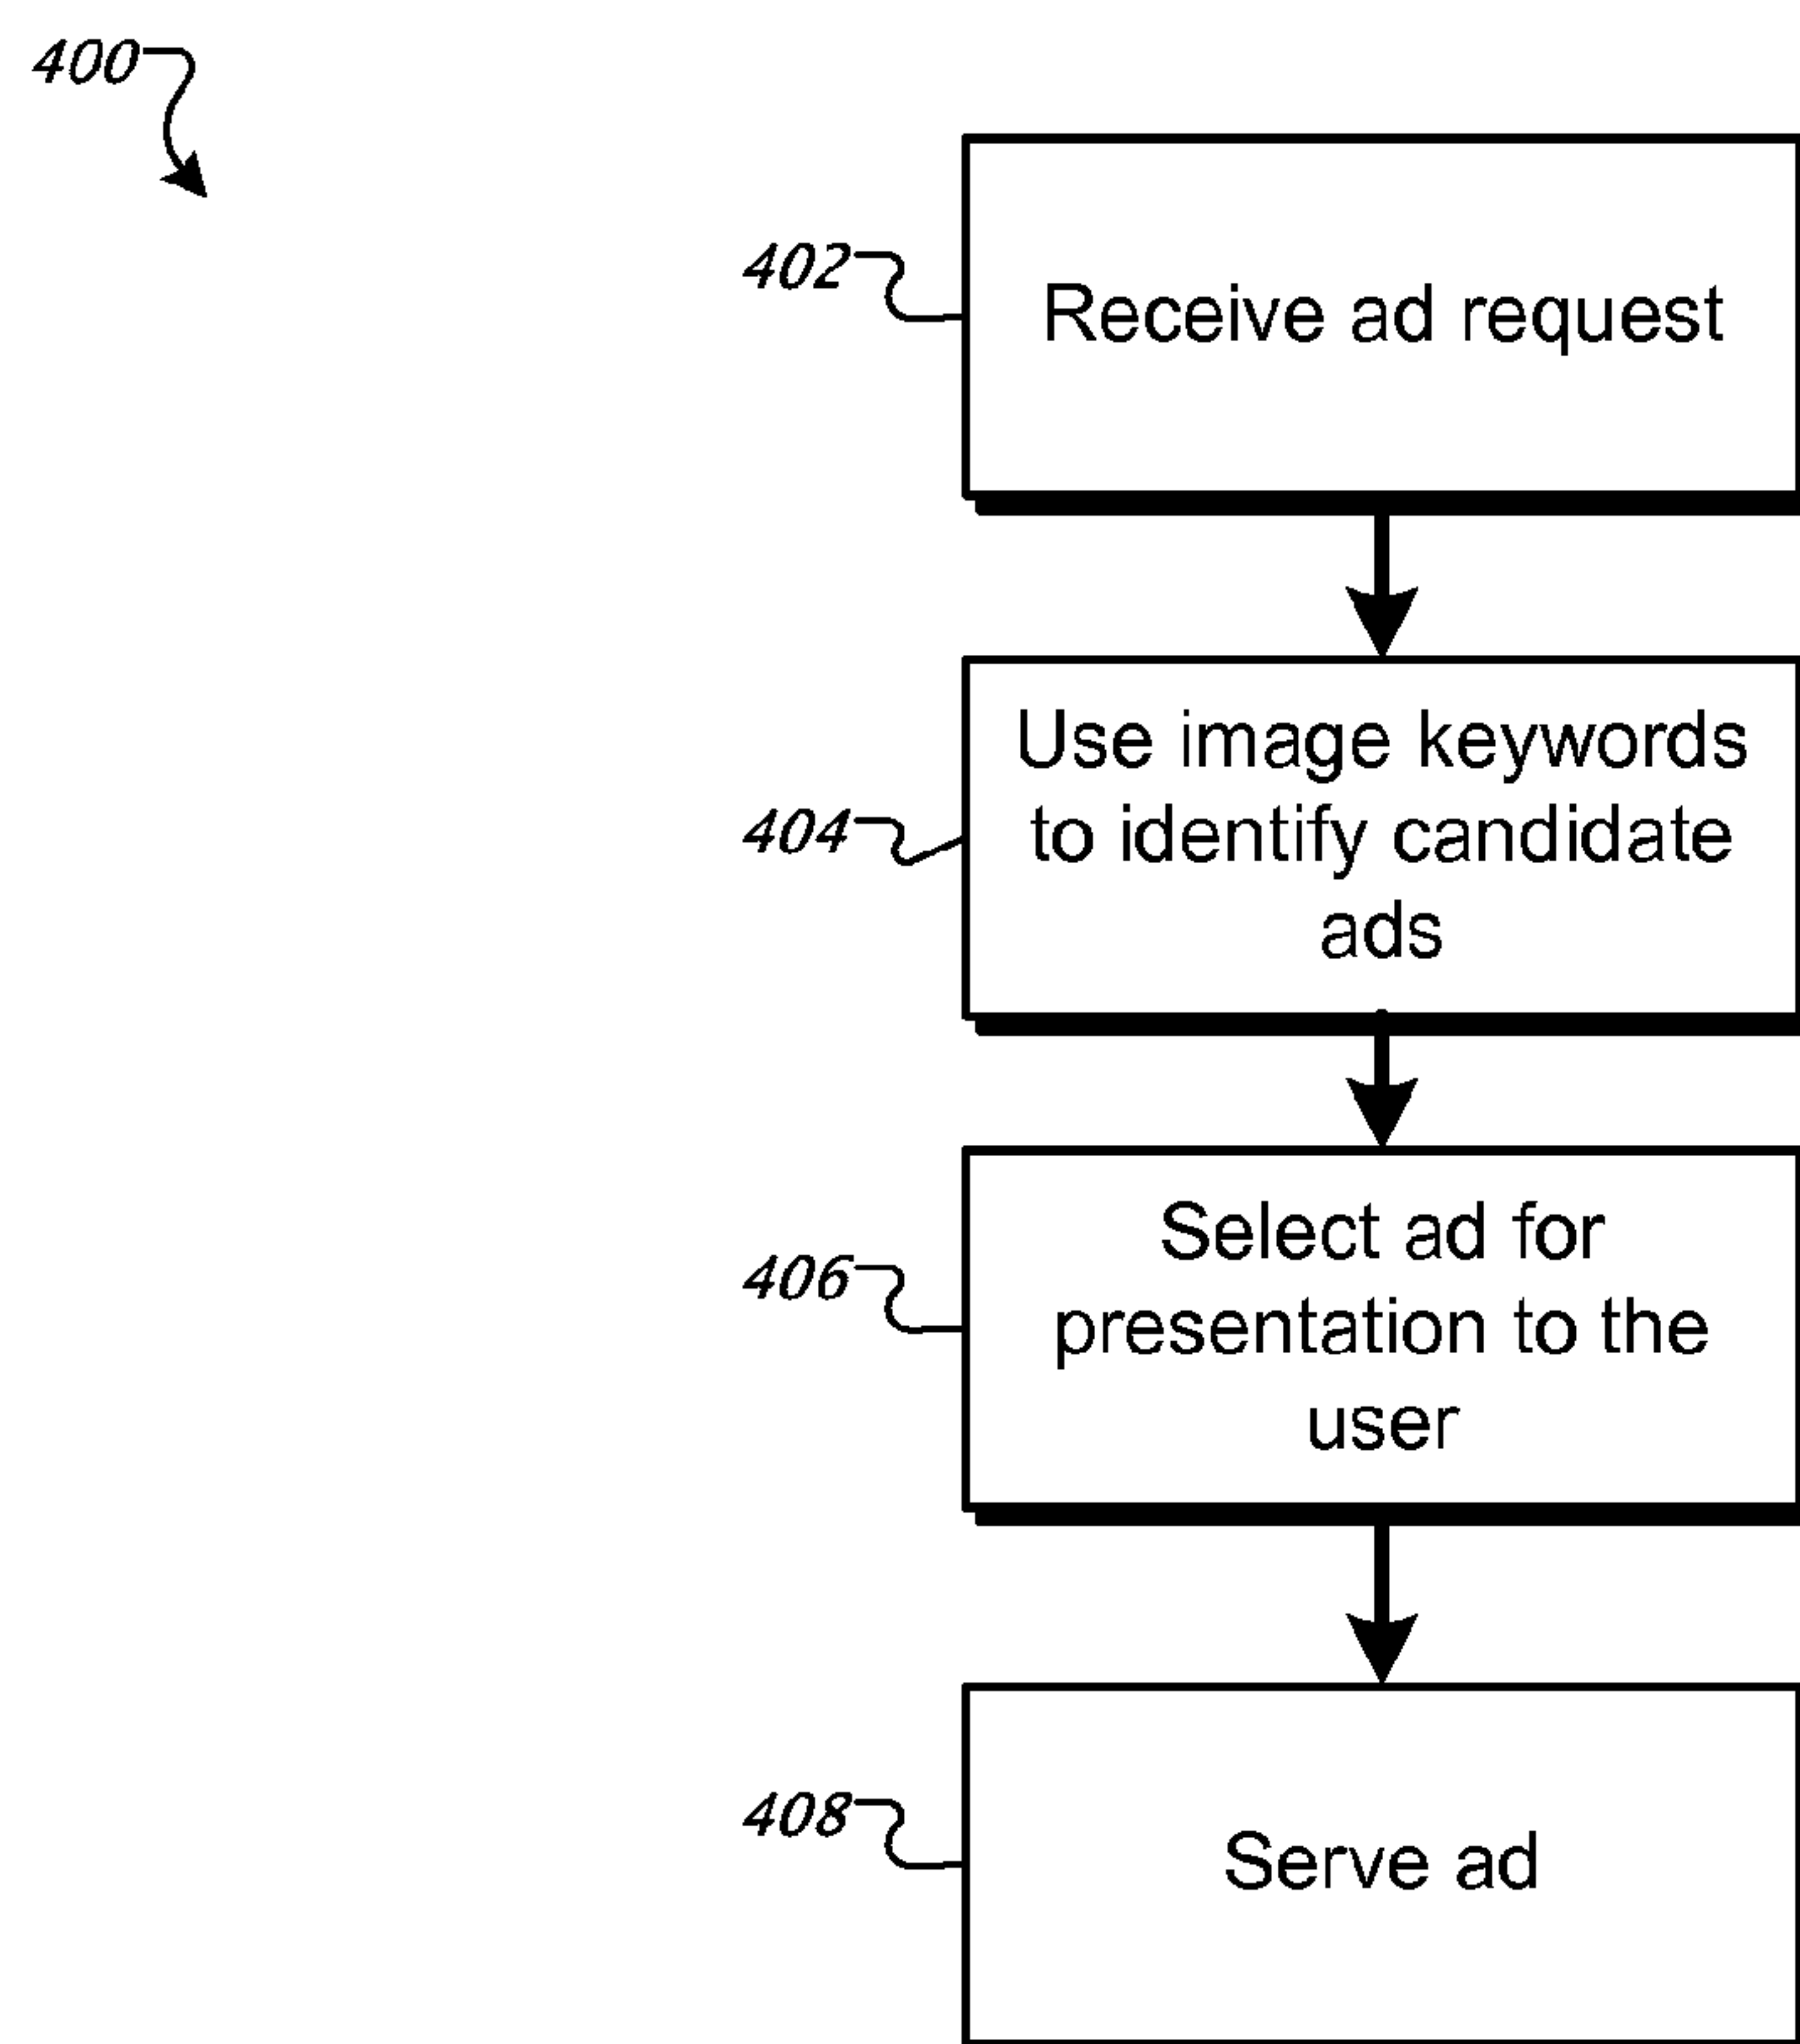 400
402
Receive ad request
404
Use image keywords
to identify candidate
ads
406
Select ad for
presentation to the
user
408
Serve ad